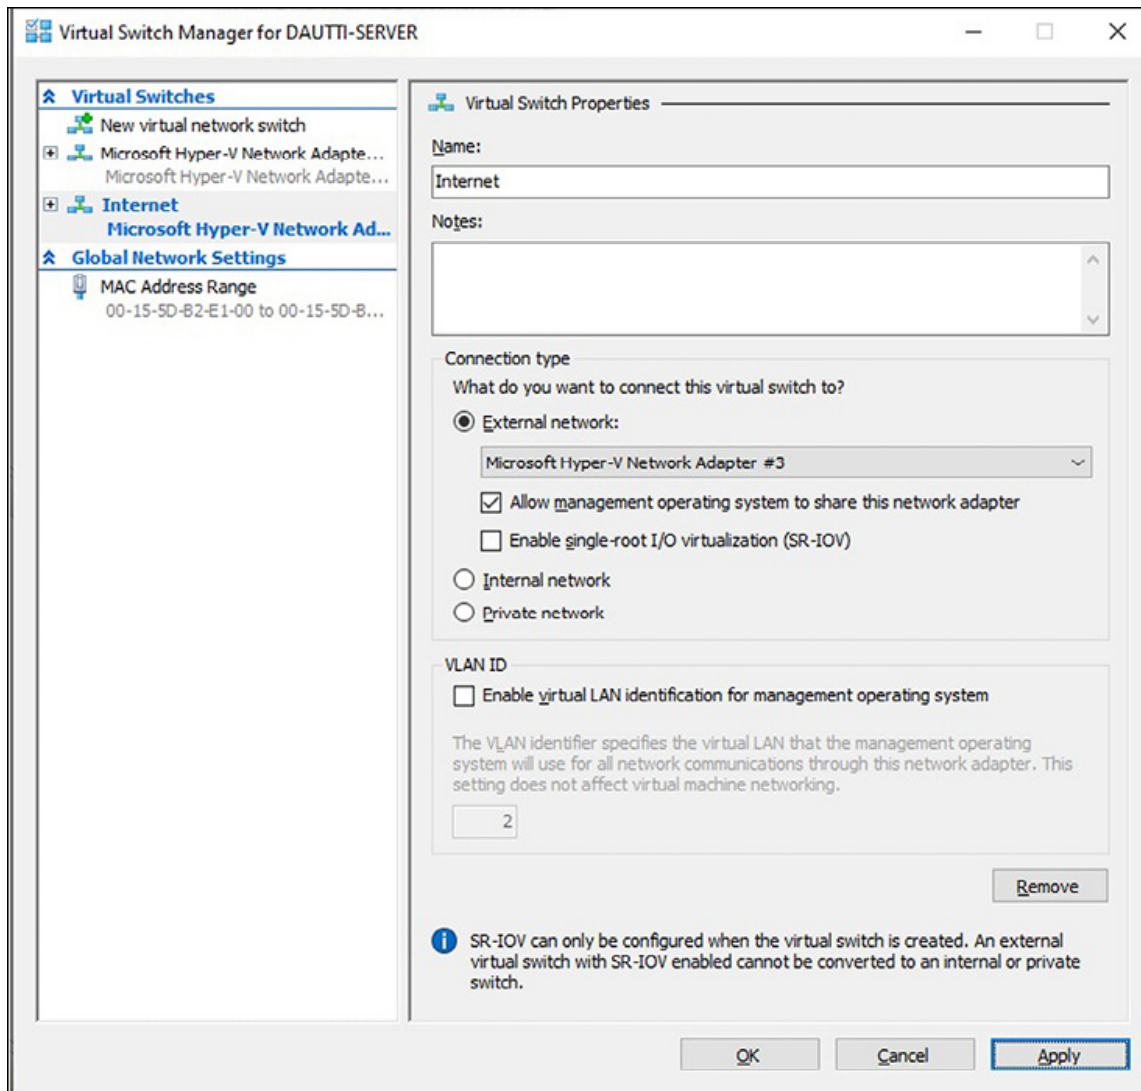 Virtual Switch Manager for DAUTTI-SERVER
Virtual Switches
New virtual network switch
Microsoft Hyper-V Network Adapte...
Microsoft Hyper-V Network Adapte...
Internet
Microsoft Hyper-V Network Ad...
Global Network Settings
MAC Address Range
00-15-5D-B2-E1-00 to 00-15-5D-B...
Virtual Switch Properties
Name:
Internet
Notes:
Connection type
What do you want to connect this virtual switch to?
External network:
Microsoft Hyper-V Network Adapter #3
Allow management operating system to share this network adapter
Enable single-root I/O virtualization (SR-IOV)
Internal network
Private network
VLAN ID
Enable virtual LAN identification for management operating system
The VLAN identifier specifies the virtual LAN that the management operating
system will use for all network communications through this network adapter. This
setting does not affect virtual machine networking.
2
Remove
SR-IOV can only be configured when the virtual switch is created. An external
virtual switch with SR-IOV enabled cannot be converted to an internal or private
switch.
OK
Cancel
Apply